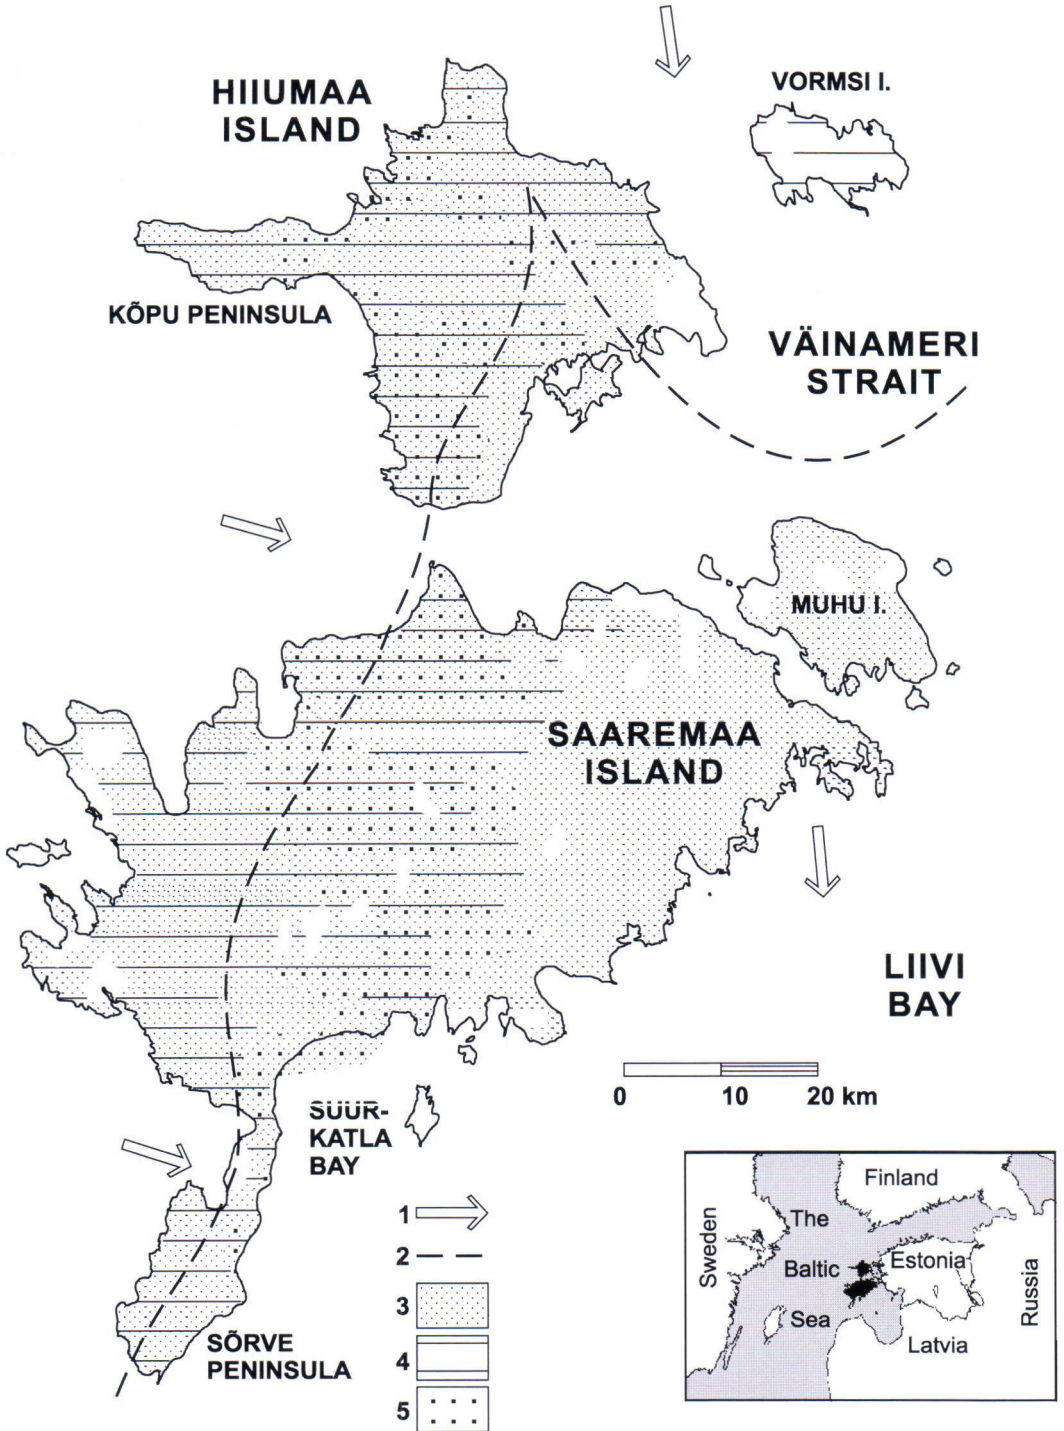 HIIUMAA
ISLAND
VORMSI I.
KÕPU PENINSULA
VÄINAMERI
STRAIT
MUHU I.
SAAREMAA
ISLAND
LIIVI
BAY
0 10 20 km
SUUR-
KATLA
BAY
SÕRVE
PENINSULA
1
2
3
4
5
Finland
Sweden
The
Baltic
Sea
Estonia
Russia
Latvia